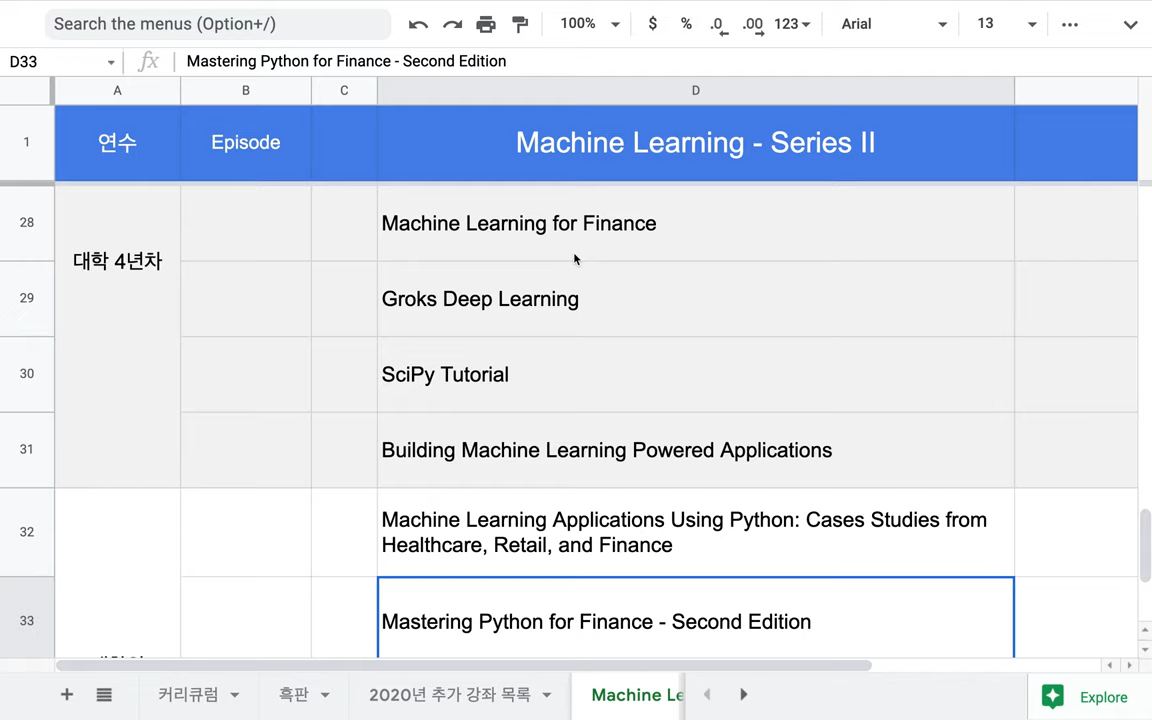 Search the menus (Option+/)
100%
$ % .0 .00 123
Arial
13
D33
fx
Mastering Python for Finance - Second Edition
A B C D
1 연수 Episode Machine Learning - Series II
28 Machine Learning for Finance
대학 4년차
29 Groks Deep Learning
30 SciPy Tutorial
31 Building Machine Learning Powered Applications
32 Machine Learning Applications Using Python: Cases Studies from
Healthcare, Retail, and Finance
33 Mastering Python for Finance - Second Edition
커리큐럼 흑판 2020년 추가 강좌 목록 Machine Le
Explore